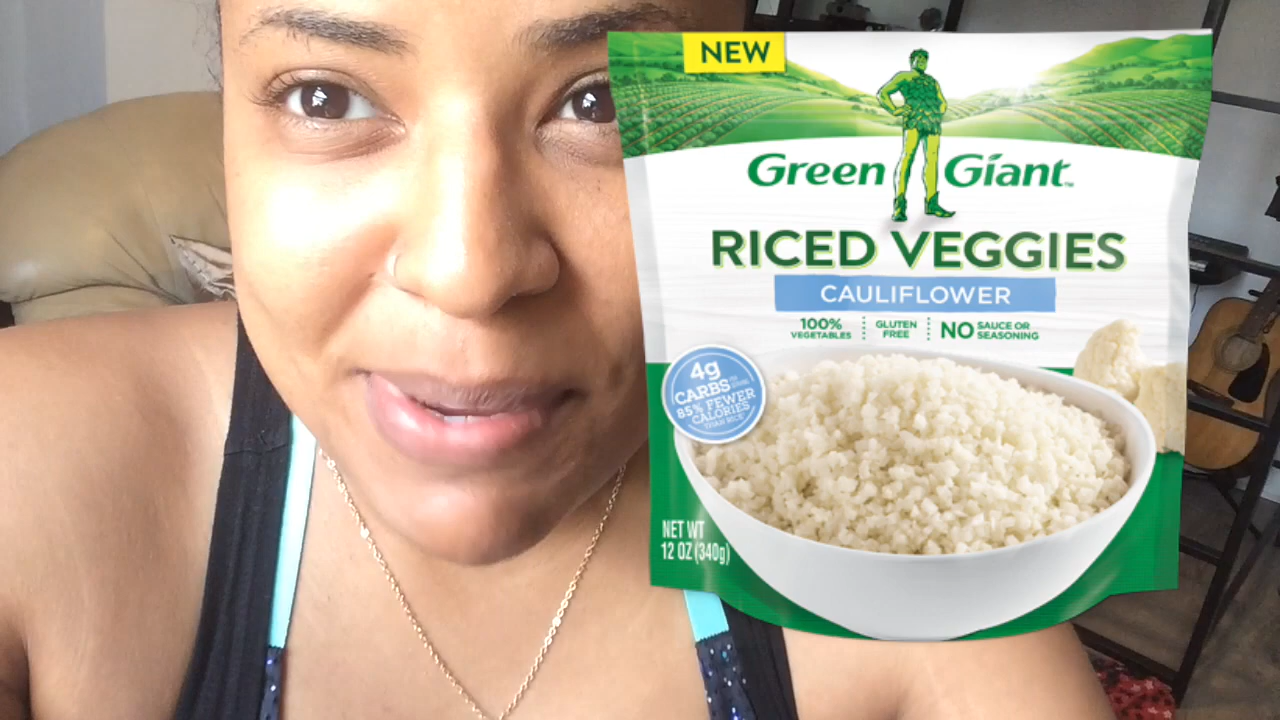 NEW
Green Giant™
RICED VEGGIES
CAULIFLOWER
100%
VEGETABLES
GLUTEN
FREE
NO SAUCE OR
SEASONING
4g
CARBS
85% FEWER
CALORIES
THAN RICE
NET WT
12 OZ (340g)